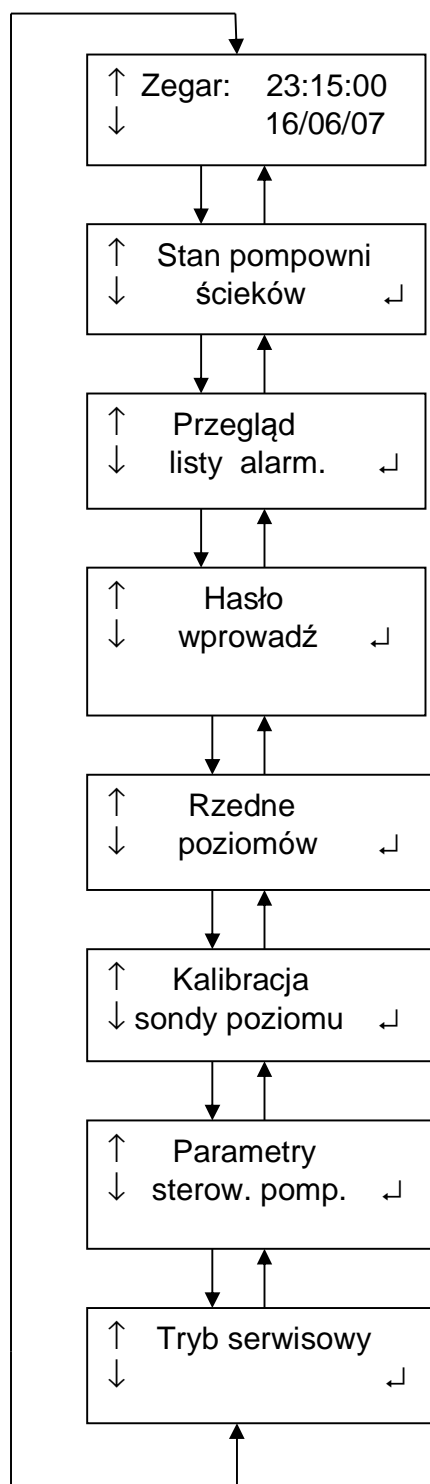 ↑ Zegar: 23:15:00
↓ 16/06/07
↑ Stan pompowni
↓ ścieków ↵
↑ Przegląd
↓ listy alarm. ↵
↑ Hasło
↓ wprowadź ↵
↑ Rzedne
↓ poziomów ↵
↑ Kalibracja
↓ sondy poziomu ↵
↑ Parametry
↓ sterow. pomp. ↵
↑ Tryb serwisowy
↓ ↵